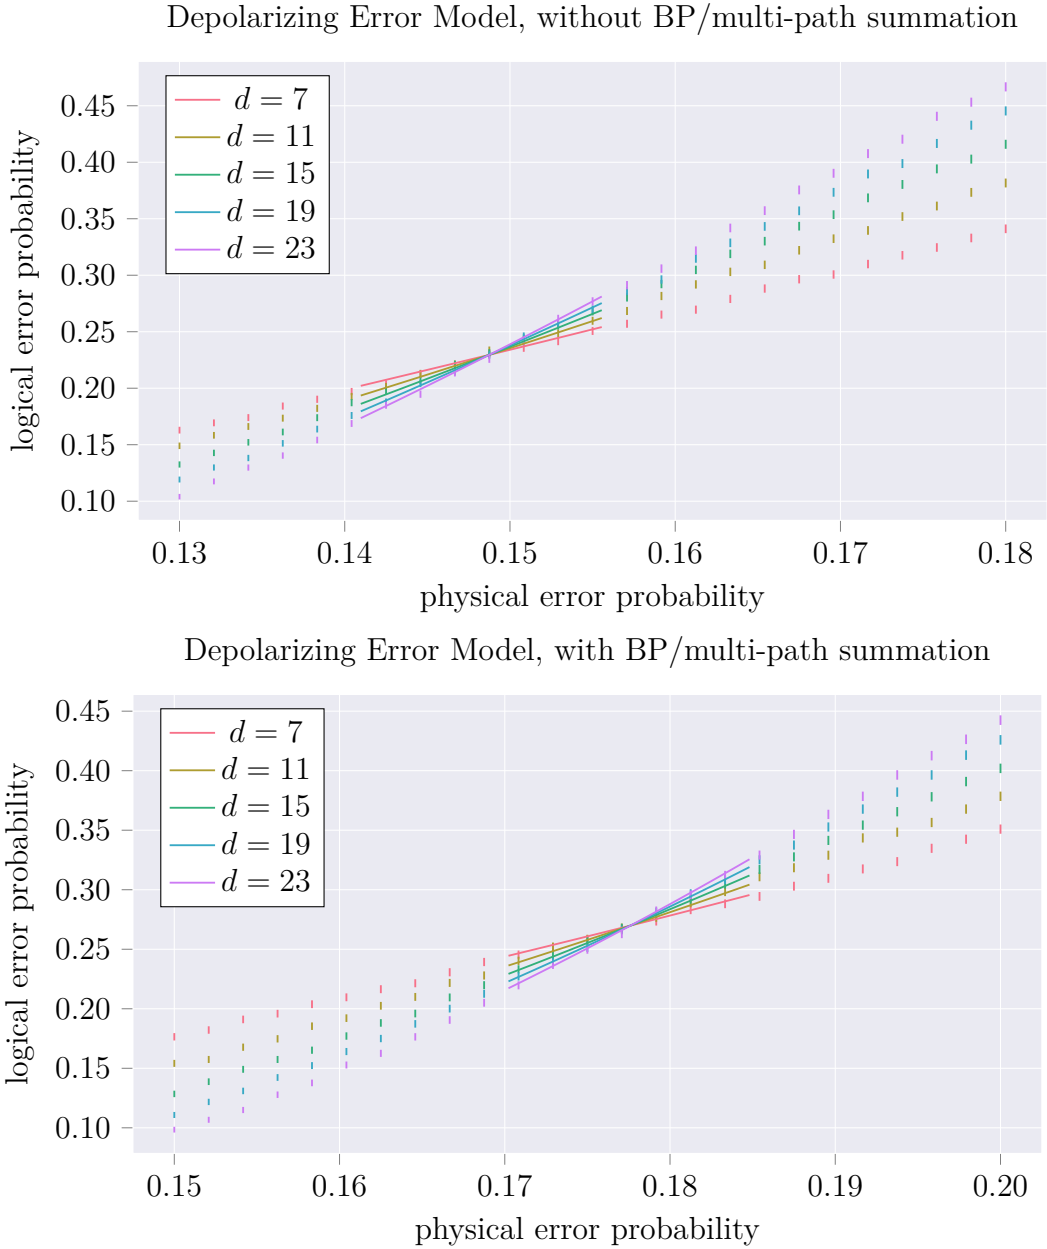 Depolarizing Error Model, without BP/multi-path summation
0.45
0.40
0.35
0.30
0.25
0.20
0.15
0.10
logical error probability
d = 7
d = 11
d = 15
d = 19
d = 23
0.13 0.14 0.15 0.16 0.17 0.18
physical error probability
Depolarizing Error Model, with BP/multi-path summation
0.45
0.40
0.35
0.30
0.25
0.20
0.15
0.10
logical error probability
d = 7
d = 11
d = 15
d = 19
d = 23
0.15 0.16 0.17 0.18 0.19 0.20
physical error probability